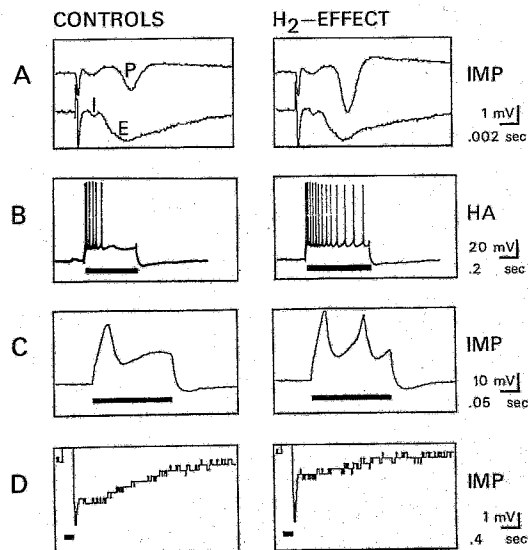 CONTROLS
H2-EFFECT
A
P
I
E
IMP
1 mV
.002 sec
B
HA
20 mV
.2 sec
C
IMP
10 mV
.05 sec
D
IMP
1 mV
.4 sec